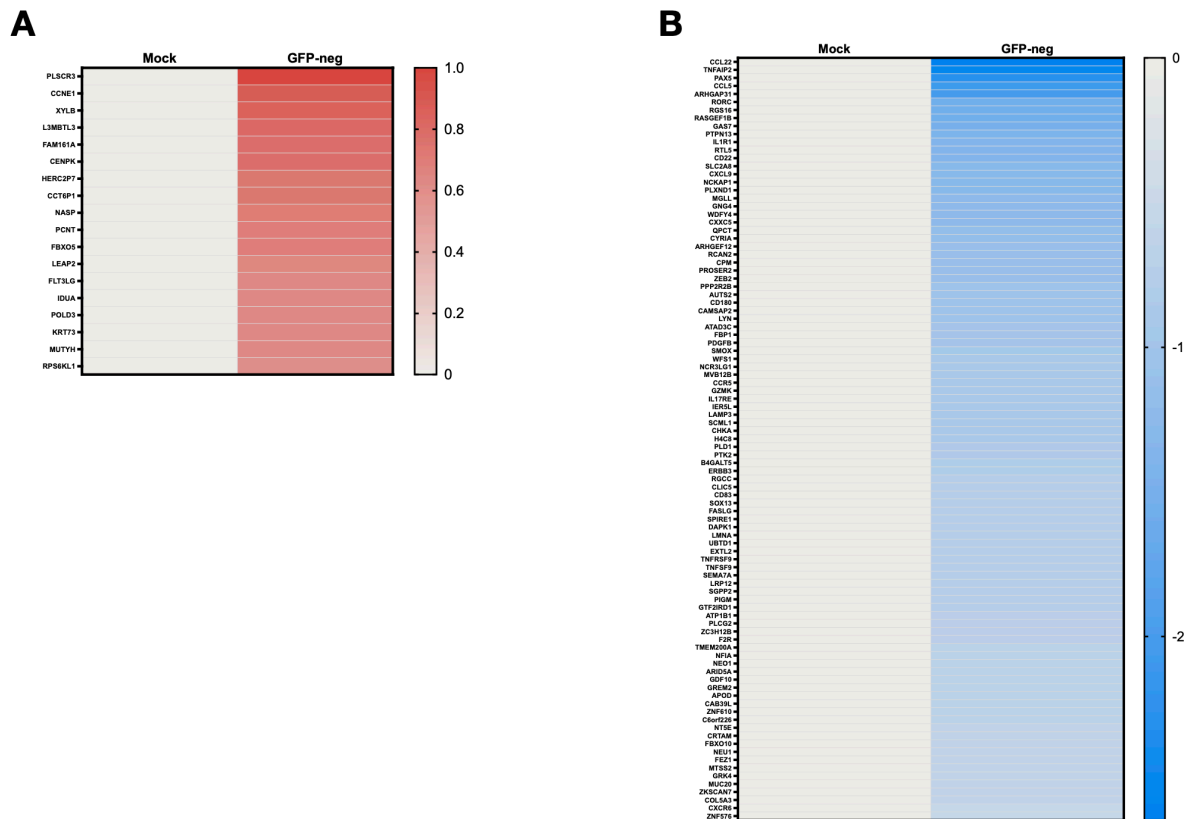 A
Mock GFP-neg
PLSCR3
CCNE1
XYLB
L3MBTL3
FAM161A
CENPK
HERC2P7
CCT6P1
NASP
PCNT
FBXO5
LEAP2
FLT3LG
IDUA
POLD3
KRT73
MUTYH
RPS6KL1
1.0
0.8
0.6
0.4
0.2
0
B
Mock GFP-neg
CCL22
TNFAIP2
PAX5
CCL5
ARHGAP31
RORC
RGS16
RASGEF1B
GAS7
PTPN13
IL1R1
RTL5
CD22
SLC2A8
CXCL9
NCKAP1
PLXND1
MGLL
GNG4
WDFY4
CXXC5
QPCT
CYRIA
ARHGEF12
RCAN2
CPM
PROSER2
ZEB2
PPP2R2B
AUTS2
CD180
CAMSAP2
LYN
ATAD3C
FBP1
PDGFB
SMOX
WFS1
NCR3LG1
MVB12B
CCR5
GZMK
IL17RE
IER5L
LAMP3
SCML1
CHKA
H4C8
PLD1
PTK2
B4GALT5
ERBB3
RGCC
CLIC5
CD83
SOX13
FASLG
SPIRE1
DAPK1
LMNA
UBTD1
EXTL2
TNFRSF9
TNFSF9
SEMA7A
LRP12
SGPP2
PIGM
GTF2IRD1
ATP1B1
PLCG2
ZC3H12B
F2R
TMEM200A
NFIA
NEO1
ARID5A
GDF10
GREM2
APOD
CAB39L
ZNF610
C6orf226
NT5E
CRTAM
FBXO10
NEU1
FEZ1
MTSS2
GRK4
MUC20
ZKSCAN7
COL5A3
CXCR6
ZNF576
0
-1
-2